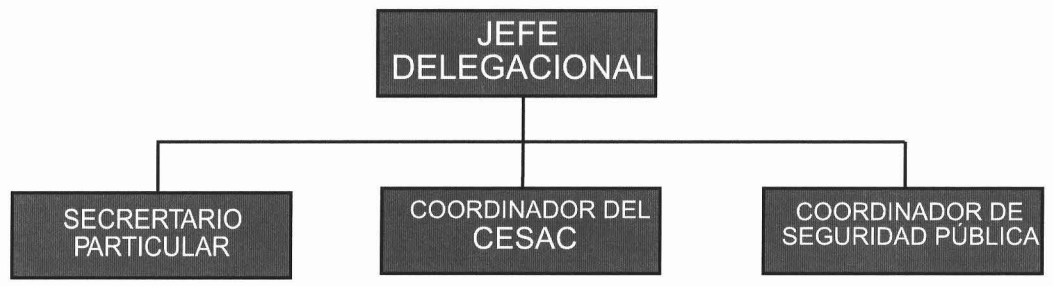 JEFE
DELEGACIONAL
SECRERTARIO
PARTICULAR
COORDINADOR DEL
CESAC
COORDINADOR DE
SEGURIDAD PÚBLICA